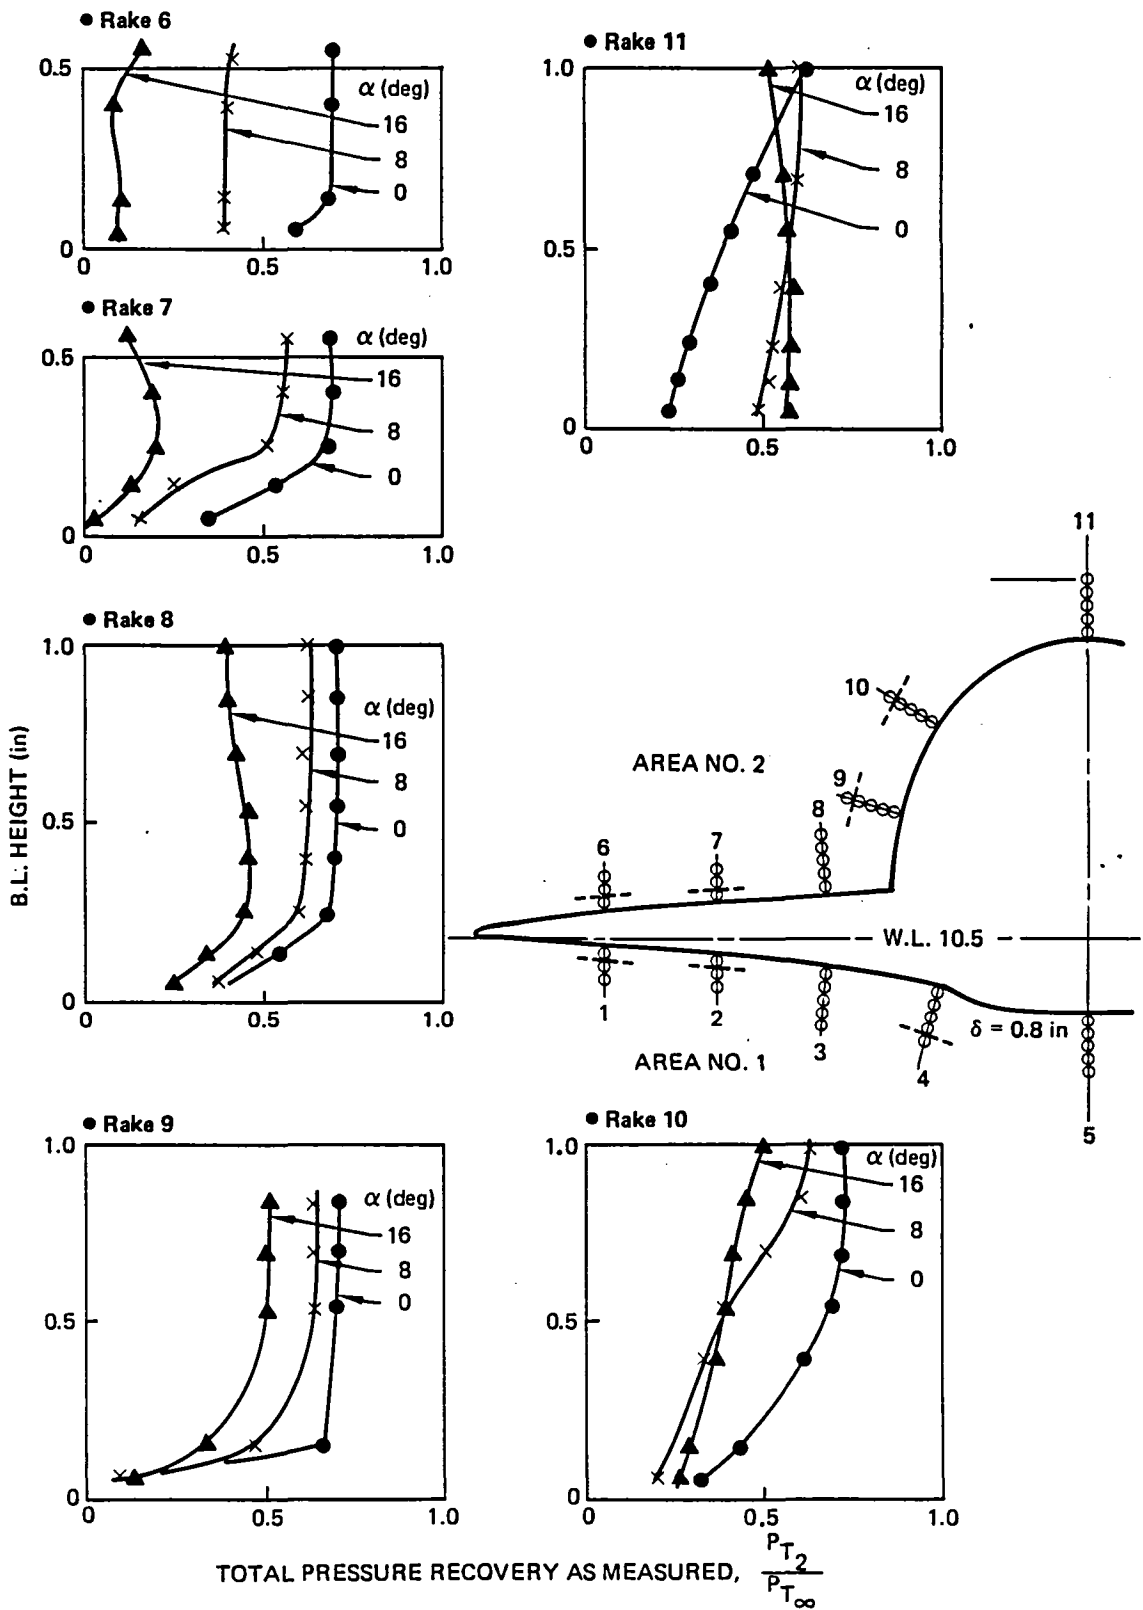 ● Rake 6
0.5
α (deg)
16
8
0
0
0 0.5 1.0
● Rake 7
0.5
α (deg)
16
8
0
0
0 0.5 1.0
● Rake 8
1.0
α (deg)
16
8
0.5
0
0
0 0.5 1.0
B.L. HEIGHT (in)
● Rake 9
1.0
α (deg)
16
8
0
0.5
0
0 0.5 1.0
● Rake 11
1.0
α (deg)
16
8
0
0.5
0
0 0.5 1.0
11
10
AREA NO. 2
9
8
7
6
W.L. 10.5
1
2
3
4
δ = 0.8 in
AREA NO. 1
5
● Rake 10
1.0
α (deg)
16
8
0
0.5
0
0 0.5 1.0
TOTAL PRESSURE RECOVERY AS MEASURED, P_T₂ / P_T∞